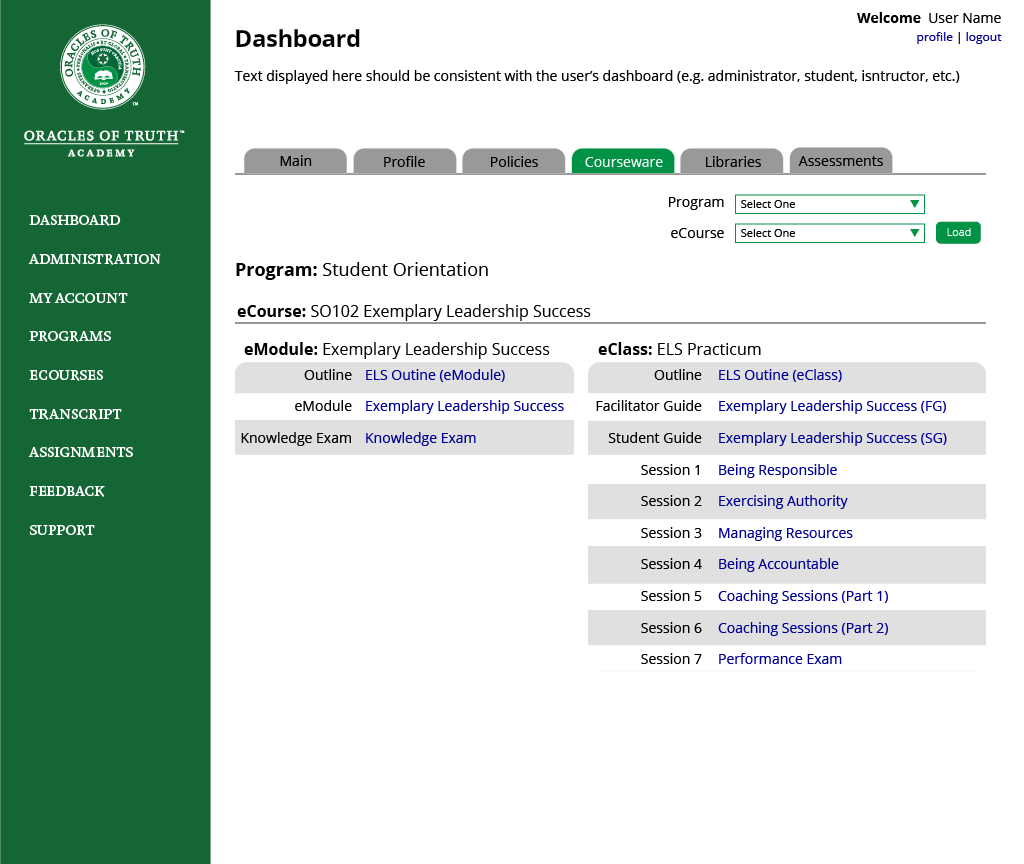 ORACLES OF TRUTH
ACADEMY
ORACLES OF TRUTH™
ACADEMY
DASHBOARD
ADMINISTRATION
MY ACCOUNT
PROGRAMS
ECOURSES
TRANSCRIPT
ASSIGNMENTS
FEEDBACK
SUPPORT
Welcome User Name
profile | logout
Dashboard
Text displayed here should be consistent with the user's dashboard (e.g. administrator, student, isntructor, etc.)
Main Profile Policies Courseware Libraries Assessments
Program Select One
eCourse Select One Load
Program: Student Orientation
eCourse: SO102 Exemplary Leadership Success
eModule: Exemplary Leadership Success
Outline ELS Outine (eModule)
eModule Exemplary Leadership Success
Knowledge Exam Knowledge Exam
eClass: ELS Practicum
Outline ELS Outine (eClass)
Facilitator Guide Exemplary Leadership Success (FG)
Student Guide Exemplary Leadership Success (SG)
Session 1 Being Responsible
Session 2 Exercising Authority
Session 3 Managing Resources
Session 4 Being Accountable
Session 5 Coaching Sessions (Part 1)
Session 6 Coaching Sessions (Part 2)
Session 7 Performance Exam